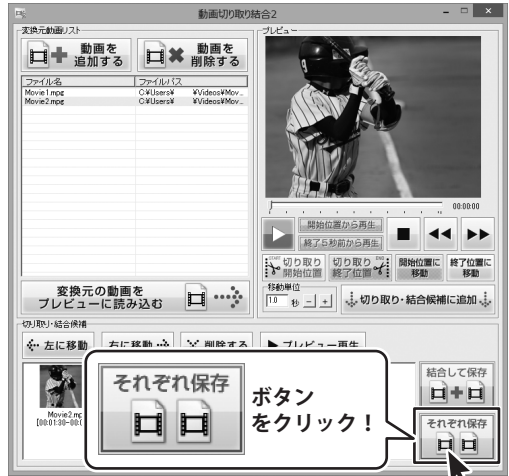 動画切り取り結合2
変換元動画リスト
動画を
追加する
動画を
削除する
ファイル名
ファイルパス
Movie1.mpg
C:¥Users¥
¥Videos¥Mov...
Movie2.mpg
C:¥Users¥
¥Videos¥Mov...
変換元の動画を
プレビューに読み込む
プレビュー
00:00:00
開始位置から再生
終了5秒前から再生
START
切り取り
開始位置
切り取り
終了位置
END
開始位置に
移動
終了位置に
移動
移動単位
1.0
秒
-
+
切り取り・結合候補に追加
切り取り・結合候補
左に移動
右に移動
削除する
プレビュー再生
Movie2.mp
[00:01:30-00:(
それぞれ保存
ボタン
をクリック!
結合して保存
それぞれ保存